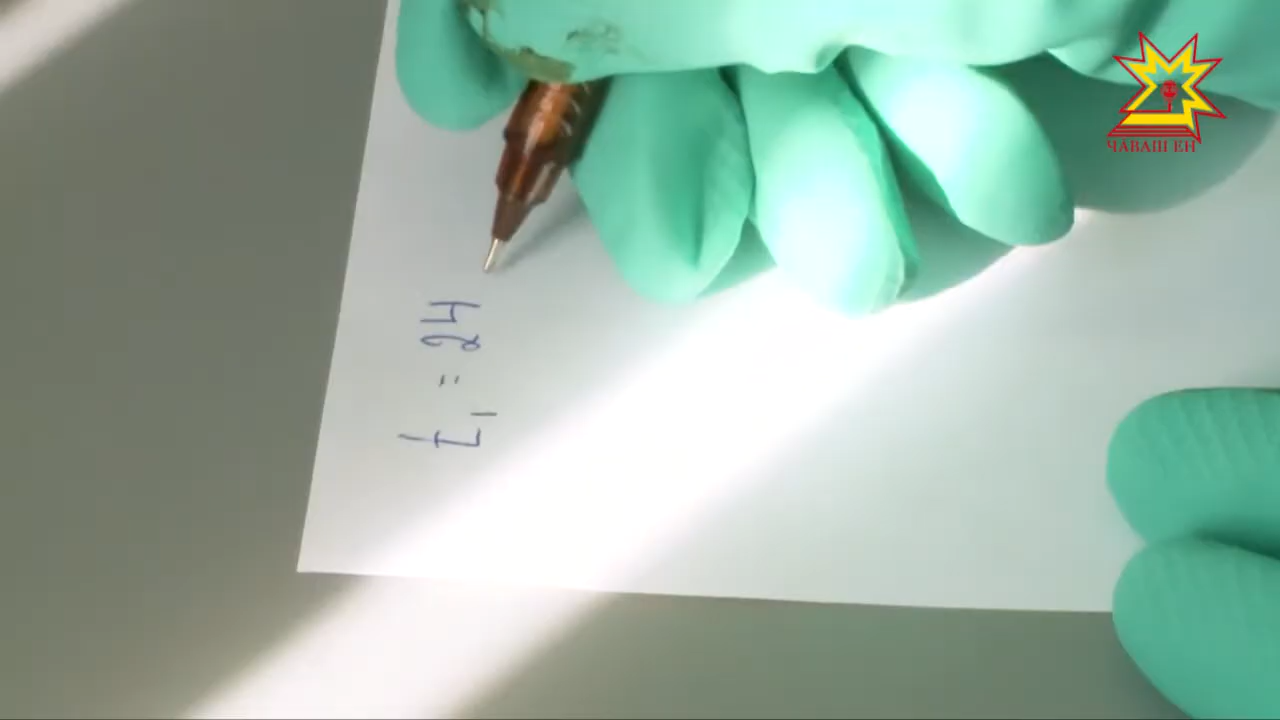 t₁ = 24
ЧĂВАШ ЕН